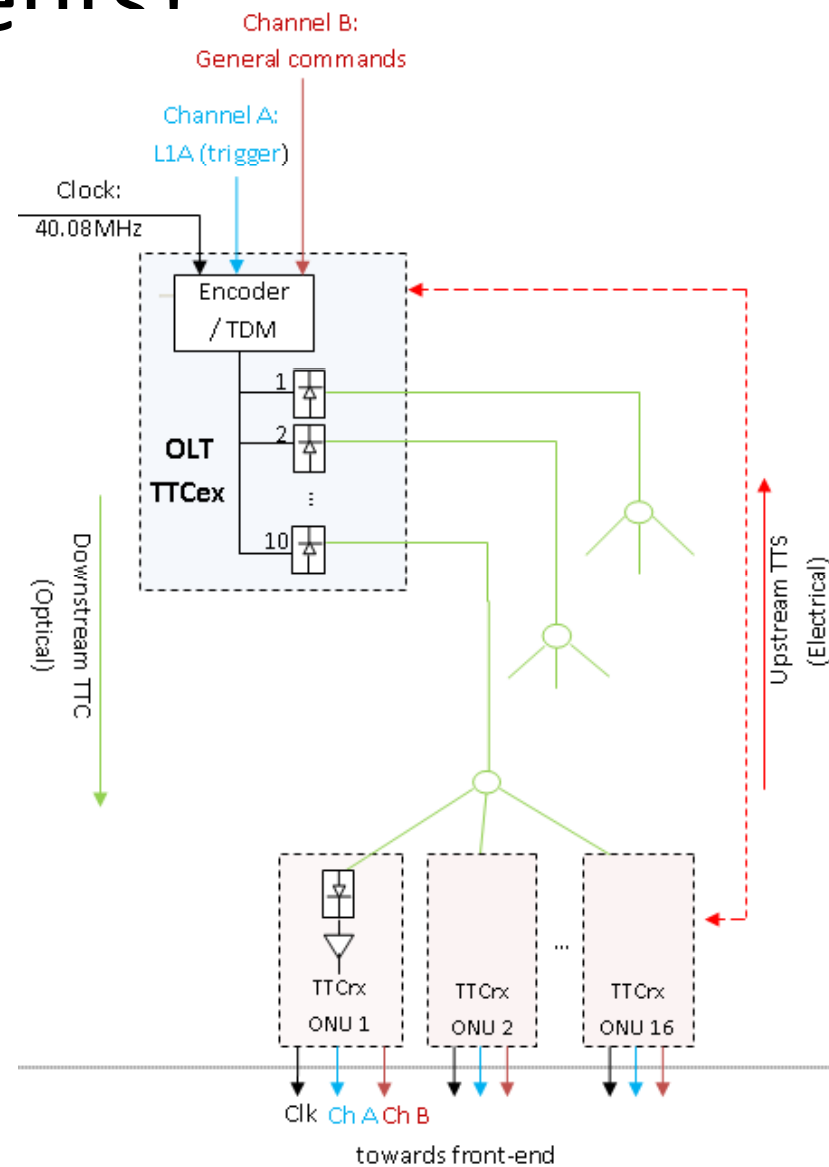 Channel B:
General commands
Channel A:
L1A (trigger)
Clock:
40.08MHz
Encoder
/ TDM
1
2
...
10
OLT
TTCex
Downstream TTC
(Optical)
Upstream TTS
(Electrical)
TTCrx
ONU 1
TTCrx
ONU 2
...
TTCrx
ONU 16
Clk Ch A Ch B
towards front-end